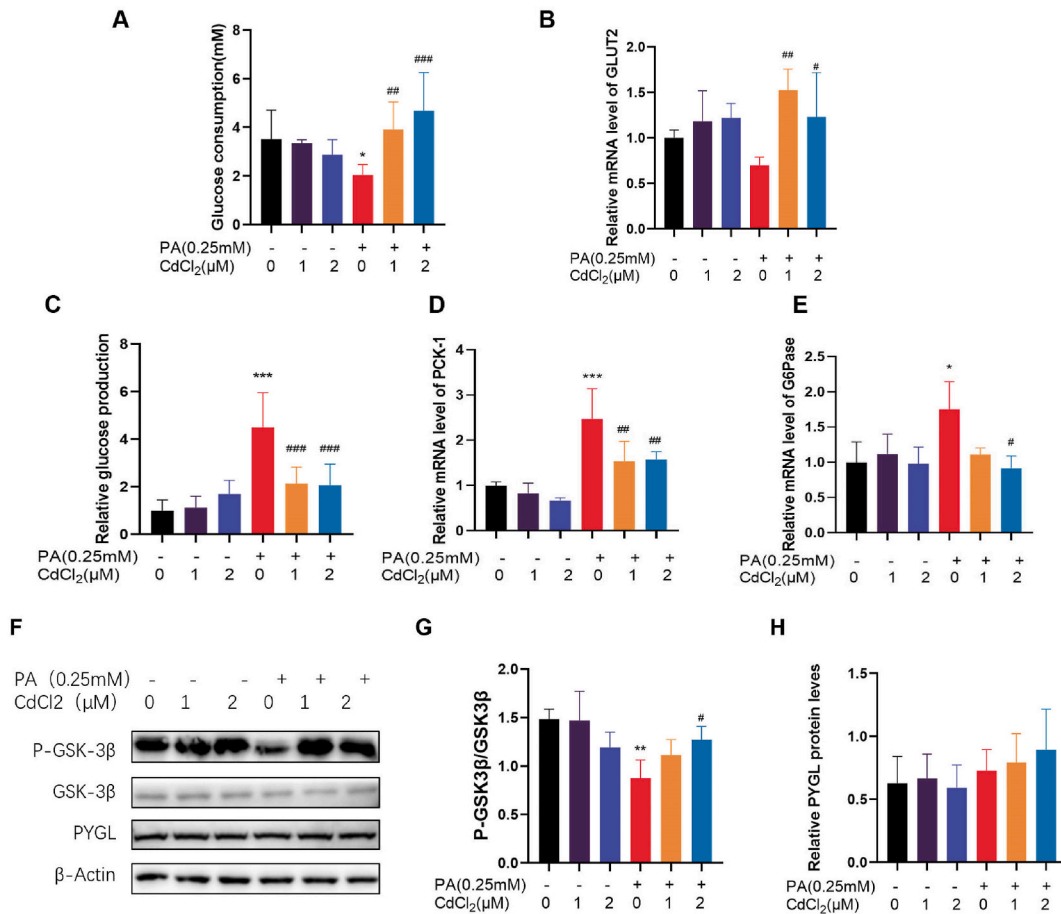 A
Glucose consumption(mM)
8
6
4
2
0
*
##
###
PA(0.25mM) - - - + + +
CdCl₂(μM) 0 1 2 0 1 2
B
Relative mRNA level of GLUT2
2.0
1.5
1.0
0.5
0.0
##
#
PA(0.25mM) - - - + + +
CdCl₂(μM) 0 1 2 0 1 2
C
Relative glucose production
8
6
4
2
0
***
###
###
PA(0.25mM) - - - + + +
CdCl₂(μM) 0 1 2 0 1 2
D
Relative mRNA level of PCK-1
4
3
2
1
0
***
##
##
PA(0.25mM) - - - + + +
CdCl₂(μM) 0 1 2 0 1 2
E
Relative mRNA level of G6Pase
2.5
2.0
1.5
1.0
0.5
0.0
*
#
PA(0.25mM) - - - + + +
CdCl₂(μM) 0 1 2 0 1 2
F
PA (0.25mM) - - - + + +
CdCl2 (μM) 0 1 2 0 1 2
P-GSK-3β
GSK-3β
PYGL
β-Actin
G
P-GSK3β/GSK3β
2.0
1.5
1.0
0.5
0.0
**
#
PA(0.25mM) - - - + + +
CdCl₂(μM) 0 1 2 0 1 2
H
Relative PYGL protein leves
1.5
1.0
0.5
0.0
PA(0.25mM) - - - + + +
CdCl₂(μM) 0 1 2 0 1 2